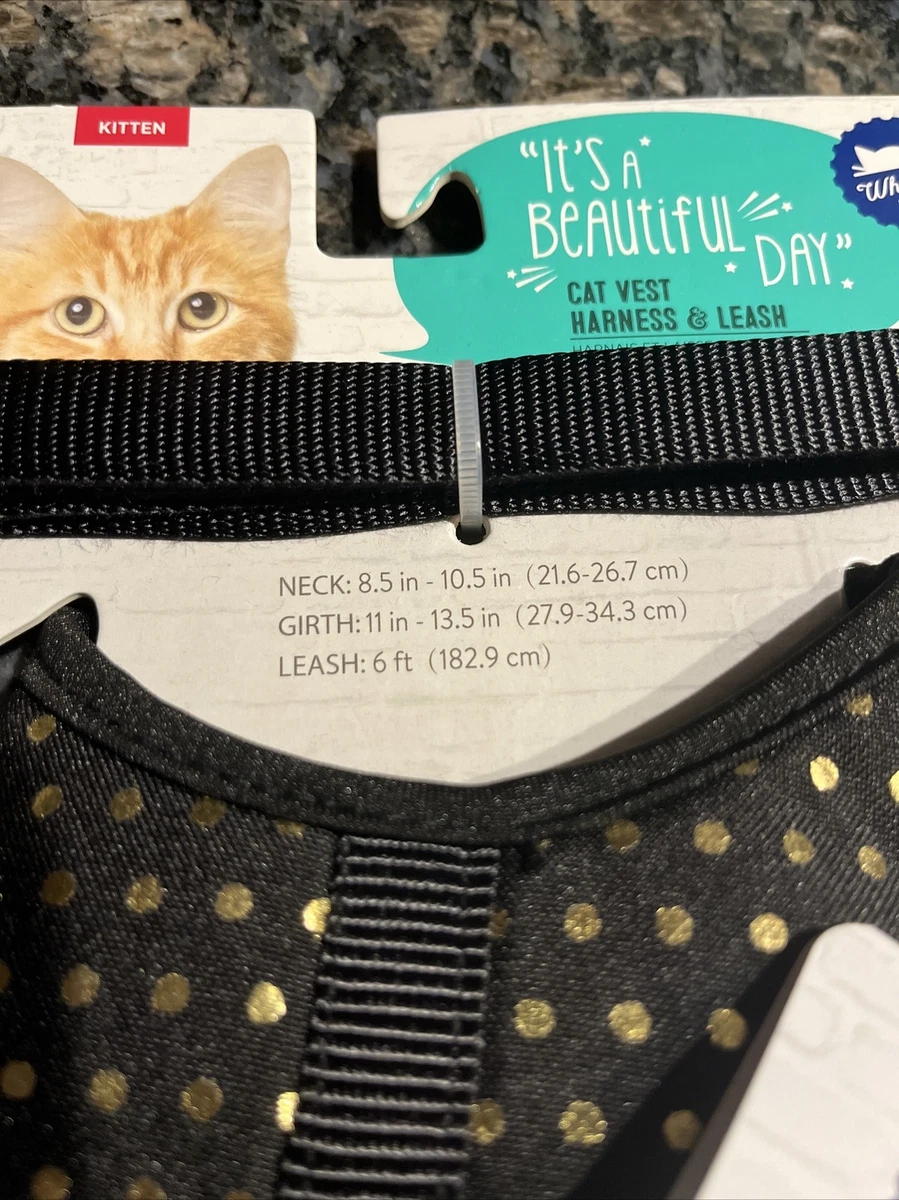 KITTEN
“It's A
BEAUtifUL
DAY”
CAT VEST
HARNESS & LEASH
NECK: 8.5 in - 10.5 in (21.6-26.7 cm)
GIRTH: 11 in - 13.5 in (27.9-34.3 cm)
LEASH: 6 ft (182.9 cm)